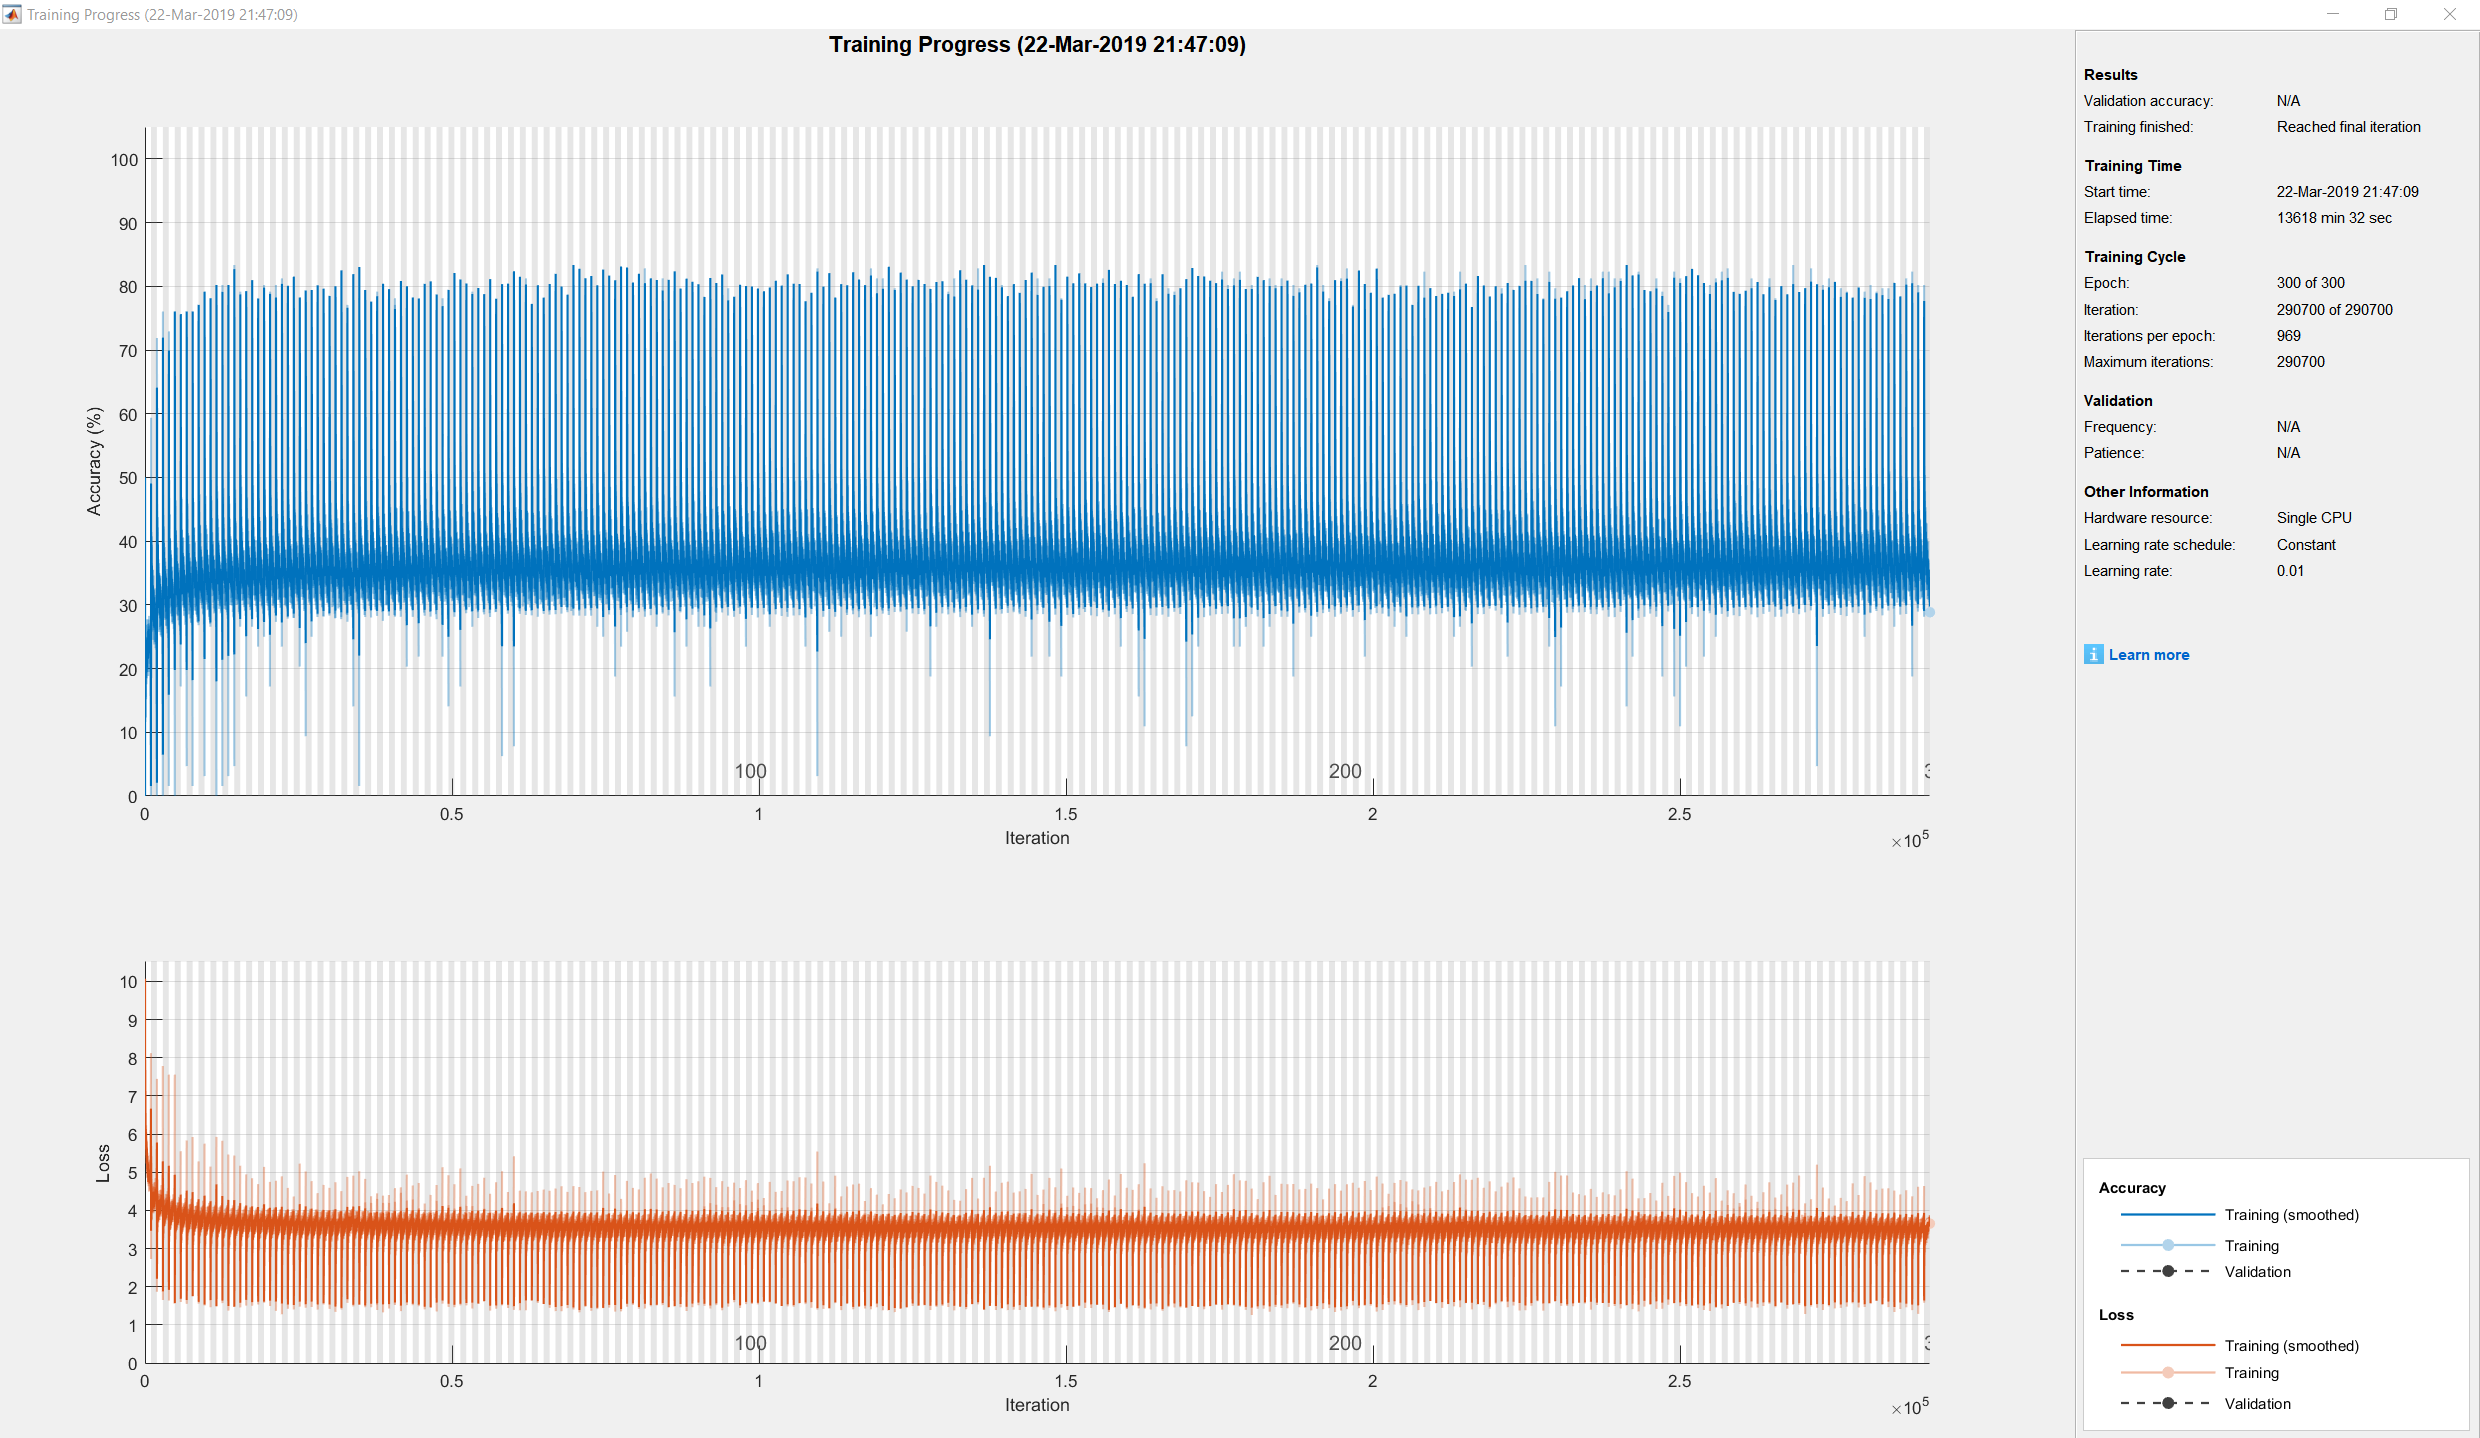 Training Progress (22-Mar-2019 21:47:09)
Training Progress (22-Mar-2019 21:47:09)
100
90
80
70
60
50
40
30
20
10
0
Accuracy (%)
100
200
0
0.5
1
1.5
2
2.5
Iteration
×10^5
10
9
8
7
6
5
4
3
2
1
0
Loss
100
200
0
0.5
1
1.5
2
2.5
Iteration
×10^5
Results
Validation accuracy: N/A
Training finished: Reached final iteration
Training Time
Start time: 22-Mar-2019 21:47:09
Elapsed time: 13618 min 32 sec
Training Cycle
Epoch: 300 of 300
Iteration: 290700 of 290700
Iterations per epoch: 969
Maximum iterations: 290700
Validation
Frequency: N/A
Patience: N/A
Other Information
Hardware resource: Single CPU
Learning rate schedule: Constant
Learning rate: 0.01
i Learn more
Accuracy
Training (smoothed)
Training
Validation
Loss
Training (smoothed)
Training
Validation